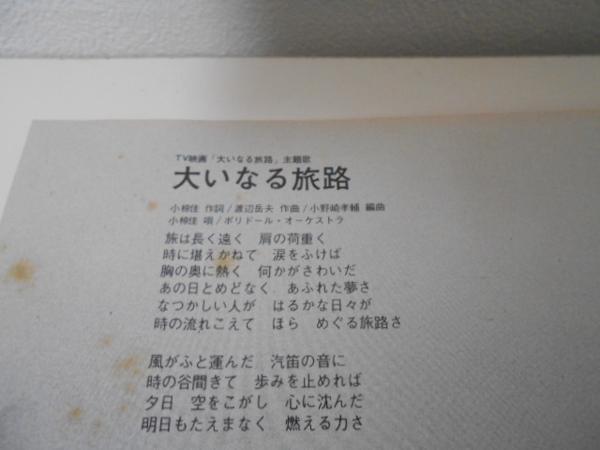 TV映画「大いなる旅路」主題歌
大いなる旅路
小椋佳 作詞/渡辺岳夫 作曲/小野崎孝輔 編曲
小椋佳 唄/ポリドール・オーケストラ
旅は長く遠く 肩の荷重く
時に堪えかねて 涙をふけば
胸の奥に熱く 何かがさわいだ
あの日とめどなく あふれた夢さ
なつかしい人が はるかな日々が
時の流れこえて ほら めぐる旅路さ
風がふと運んだ 汽笛の音に
時の谷間きて 歩みを止めれば
夕日 空をこがし 心に沈んだ
明日もたえまなく 燃える力さ